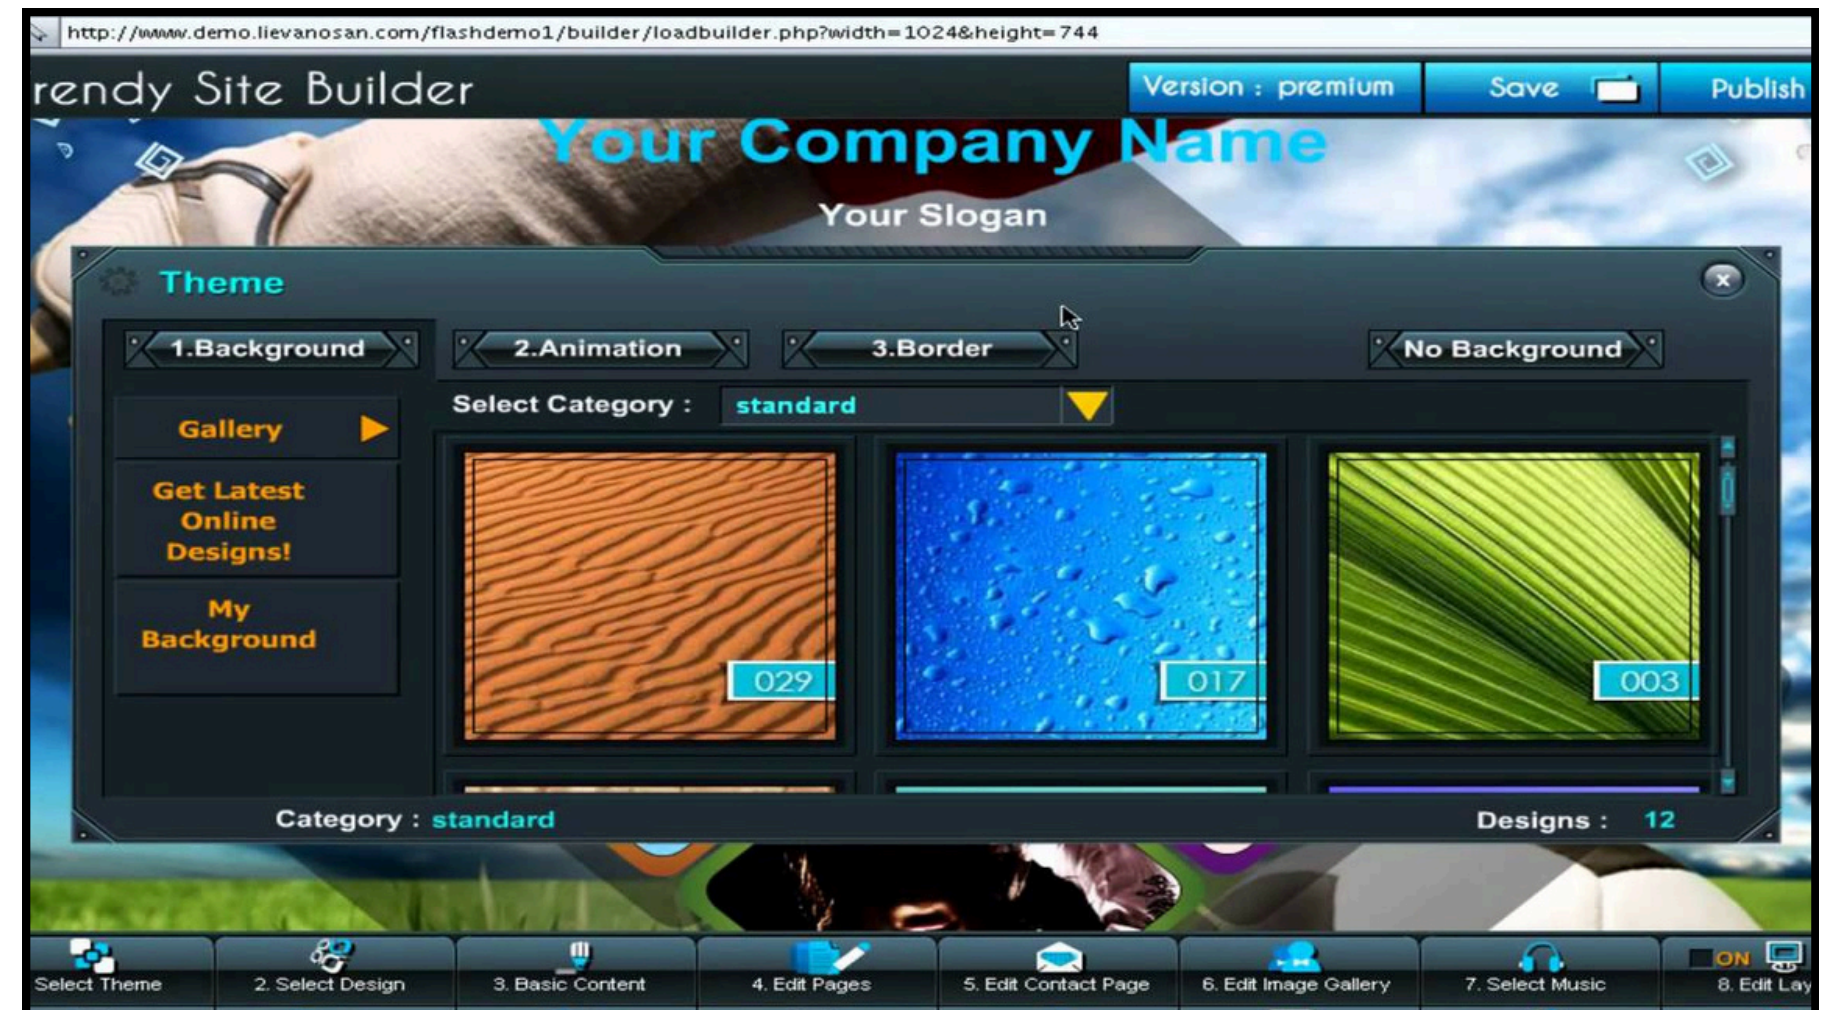 http://www.demo.lievanosan.com/flashdemo1/builder/loadbuilder.php?width=1024&height=744
rendy Site Builder
Version : premium
Save
Publish
Your Company Name
Your Slogan
Theme
x
1.Background
2.Animation
3.Border
No Background
Select Category :
standard
Gallery
Get Latest
Online
Designs!
My
Background
029
017
003
Category : standard
Designs : 12
Select Theme
2. Select Design
3. Basic Content
4. Edit Pages
5. Edit Contact Page
6. Edit Image Gallery
7. Select Music
ON
8. Edit Lay